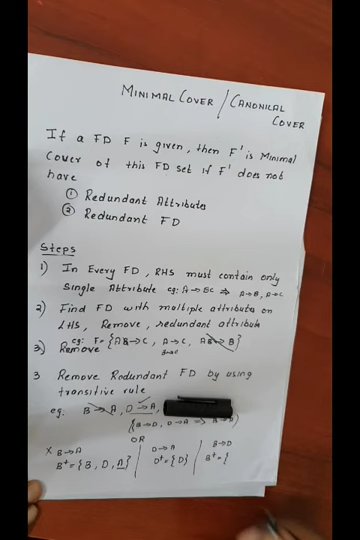 MINIMAL COVER / CANONICAL
COVER
If a FD F is given, then F' is Minimal
Cover of this FD set if F' does not
have
① Redundant Attributes
② Redundant FD
Steps
1) In Every FD, RHS must contain only
Single Attribute eg: A→BC ⇒ A→B, A→C
2) Find FD with multiple attributes on
LHS, Remove, redundant attribute
eg: F = {AB→C, A→C, AB→B}
3) Remove
B→D
3 Remove Redundant FD by using
transitive rule
eg: B→A, D→A,
(B→D, D→A ⇒ B→A)
OR
X B→A
B⁺ = {B, D, A}
D→A
D⁺ = {D}
B→D
B⁺ = {